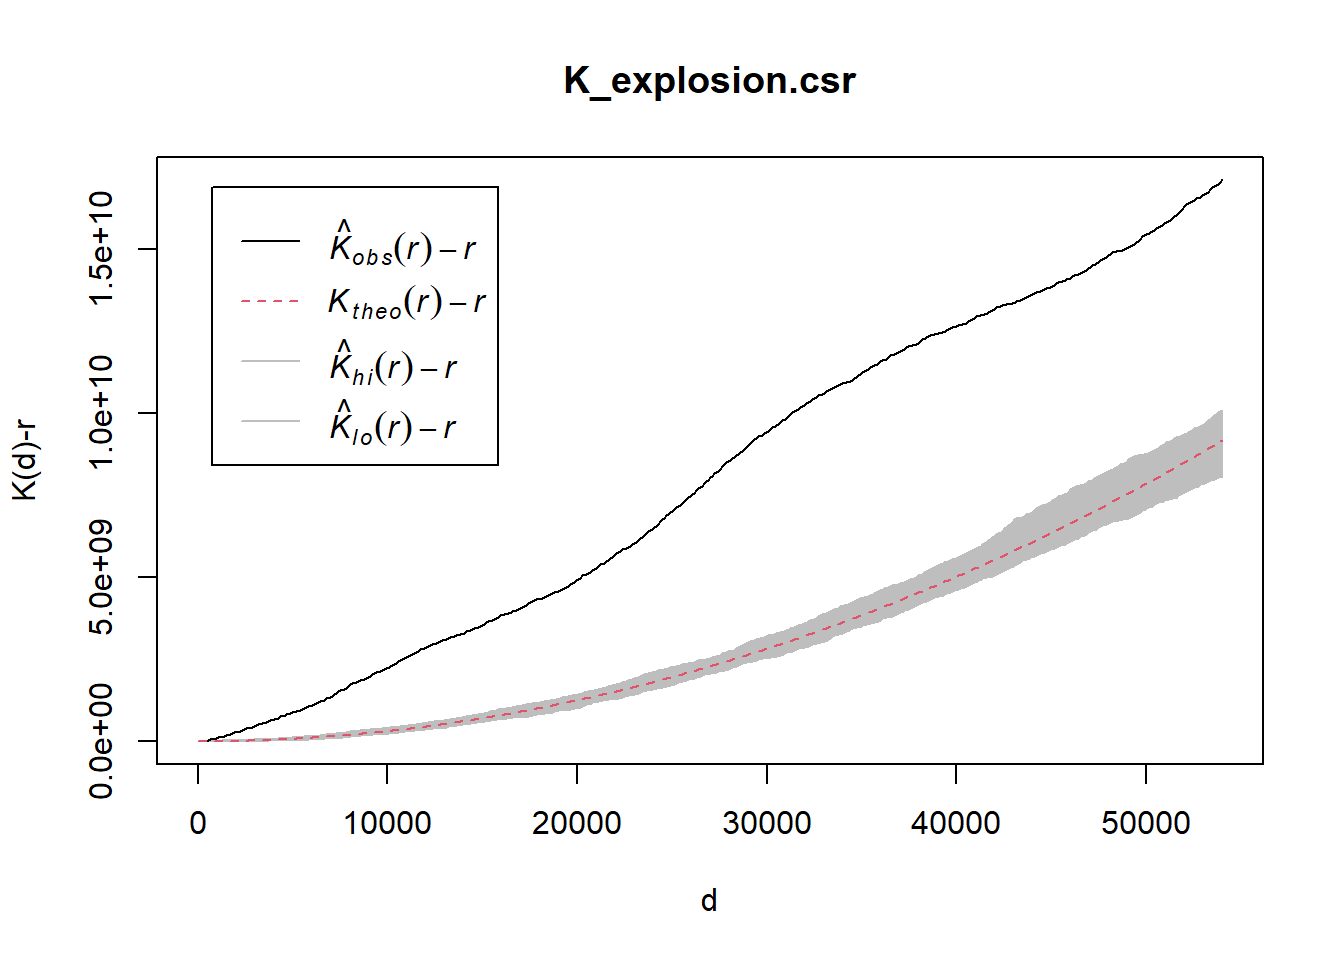 K_explosion.csr
K̂obs(r) − r
Ktheo(r) − r
K̂hi(r) − r
K̂lo(r) − r
K(d)-r
0.0e+00
5.0e+09
1.0e+10
1.5e+10
0 10000 20000 30000 40000 50000
d